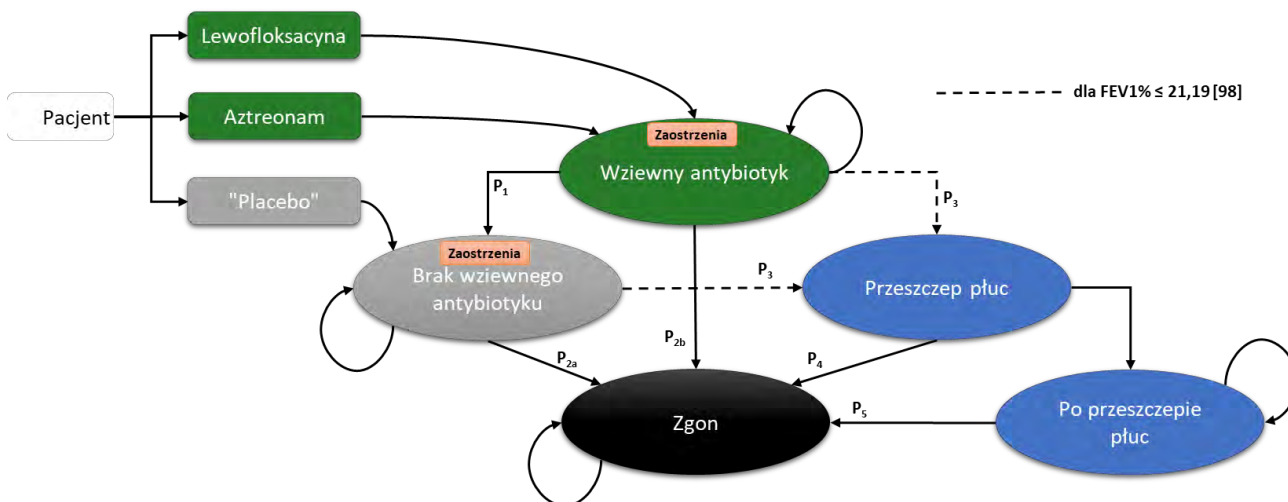 Lewofloksacyna
Pacjent
Aztreonam
dla FEV1% ≤ 21,19 [98]
Zaostrzenia
Wziewny antybiotyk
"Placebo"
P1
P3
Zaostrzenia
Brak wziewnego
antybiotyku
P3
Przeszczep płuc
P2a
P2b
P4
Zgon
P5
Po przeszczepie
płuc